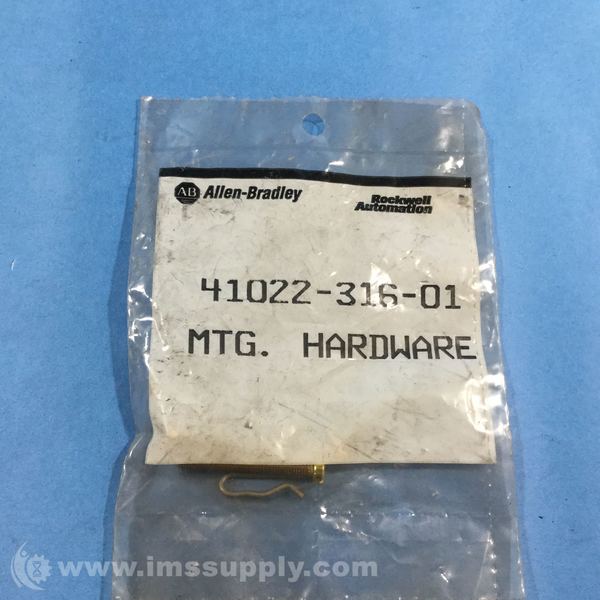 AB Allen-Bradley
Rockwell
Automation
41022-316-01
MTG. HARDWARE
www.imssupply.com